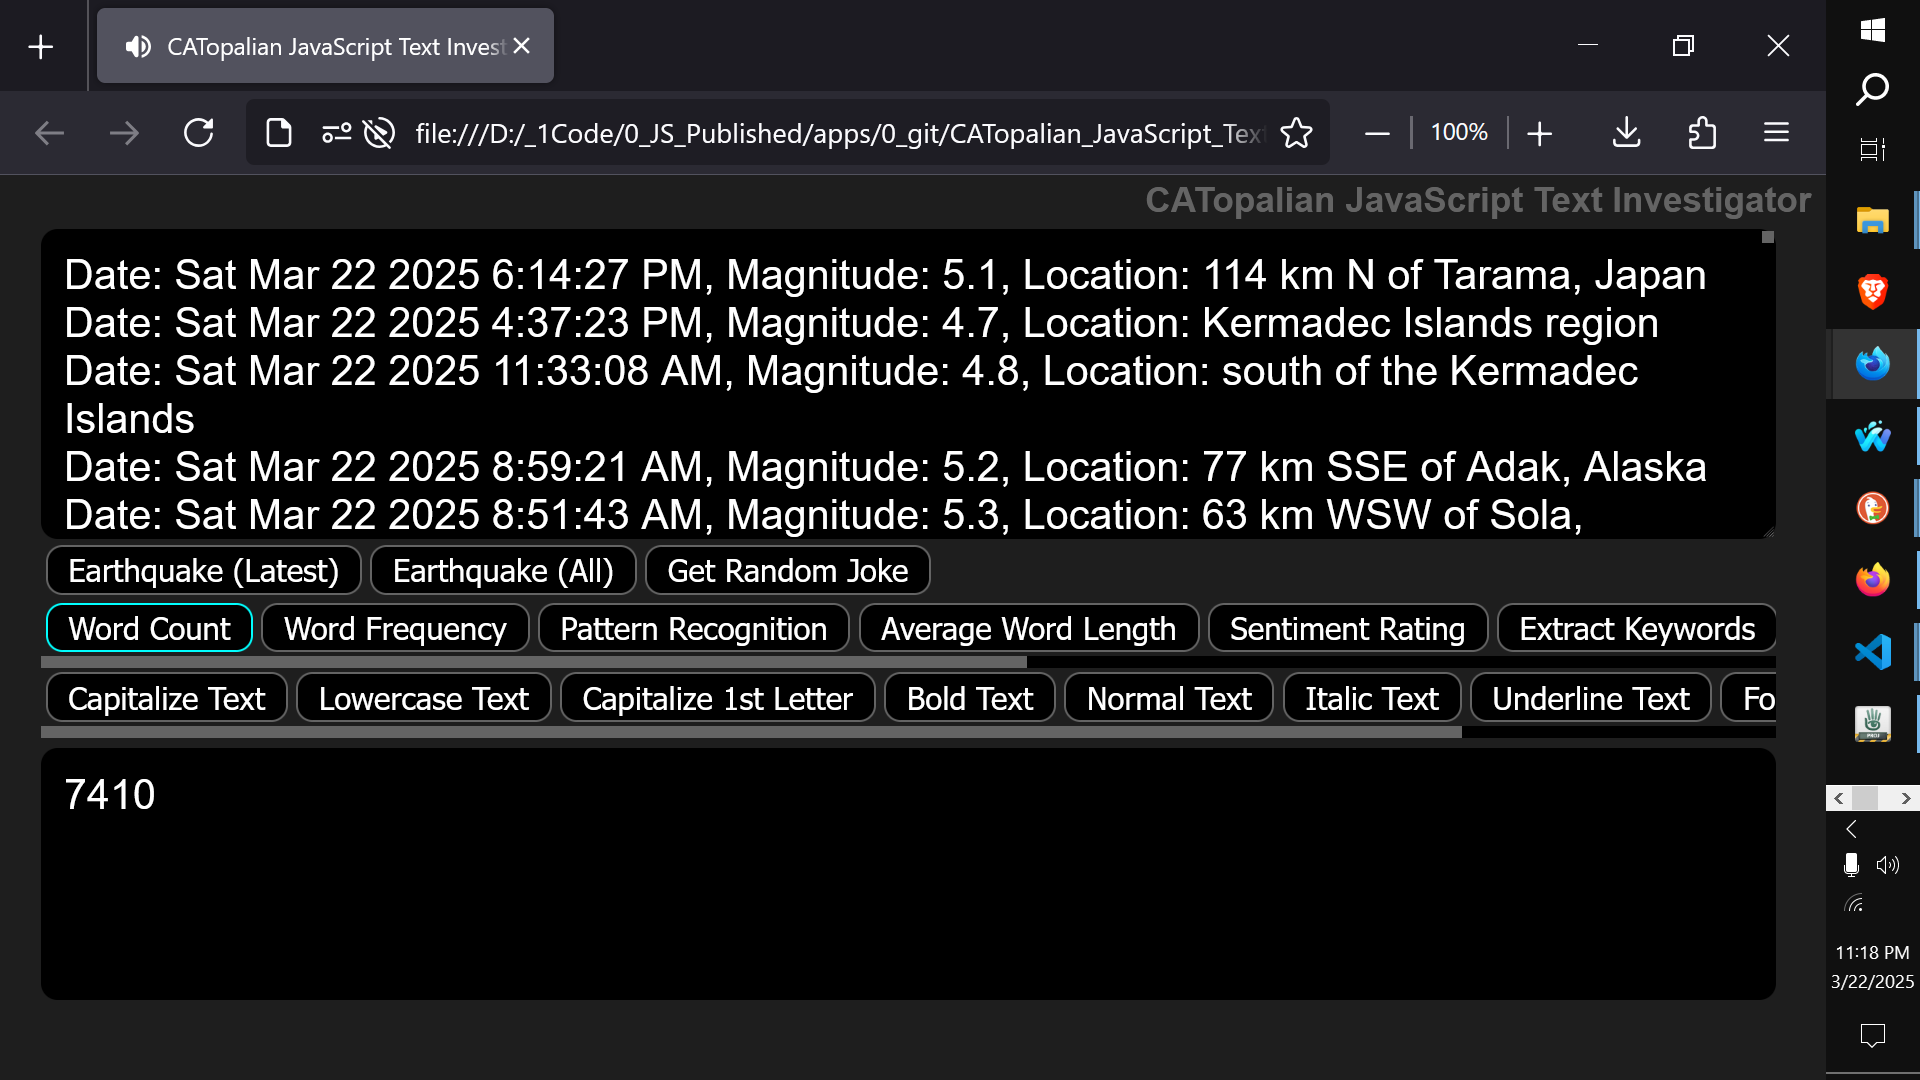 CATopalian JavaScript Text Invest
file:///D:/_1Code/0_JS_Published/apps/0_git/CATopalian_JavaScript_Tex
100%
CATopalian JavaScript Text Investigator
Date: Sat Mar 22 2025 6:14:27 PM, Magnitude: 5.1, Location: 114 km N of Tarama, Japan
Date: Sat Mar 22 2025 4:37:23 PM, Magnitude: 4.7, Location: Kermadec Islands region
Date: Sat Mar 22 2025 11:33:08 AM, Magnitude: 4.8, Location: south of the Kermadec
Islands
Date: Sat Mar 22 2025 8:59:21 AM, Magnitude: 5.2, Location: 77 km SSE of Adak, Alaska
Date: Sat Mar 22 2025 8:51:43 AM, Magnitude: 5.3, Location: 63 km WSW of Sola,
Earthquake (Latest) Earthquake (All) Get Random Joke
Word Count Word Frequency Pattern Recognition Average Word Length Sentiment Rating Extract Keywords
Capitalize Text Lowercase Text Capitalize 1st Letter Bold Text Normal Text Italic Text Underline Text Fo
7410
PROJ
11:18 PM
3/22/2025